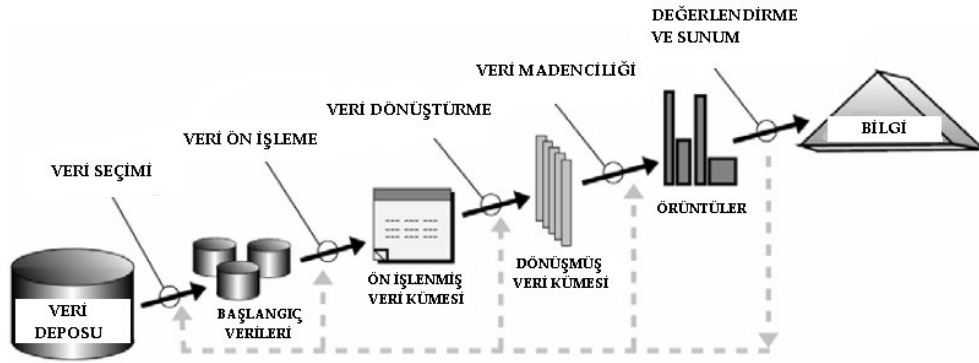 DEĞERLENDİRME
VE SUNUM
VERİ MADENCİLİĞİ
VERİ DÖNÜŞTÜRME
VERİ ÖN İŞLEME
VERİ SEÇİMİ
VERİ
DEPOSU
BAŞLANGIÇ
VERİLERİ
ÖN İŞLENMİŞ
VERİ KÜMESİ
DÖNÜŞMÜŞ
VERİ KÜMESİ
ÖRÜNTÜLER
BİLGİ